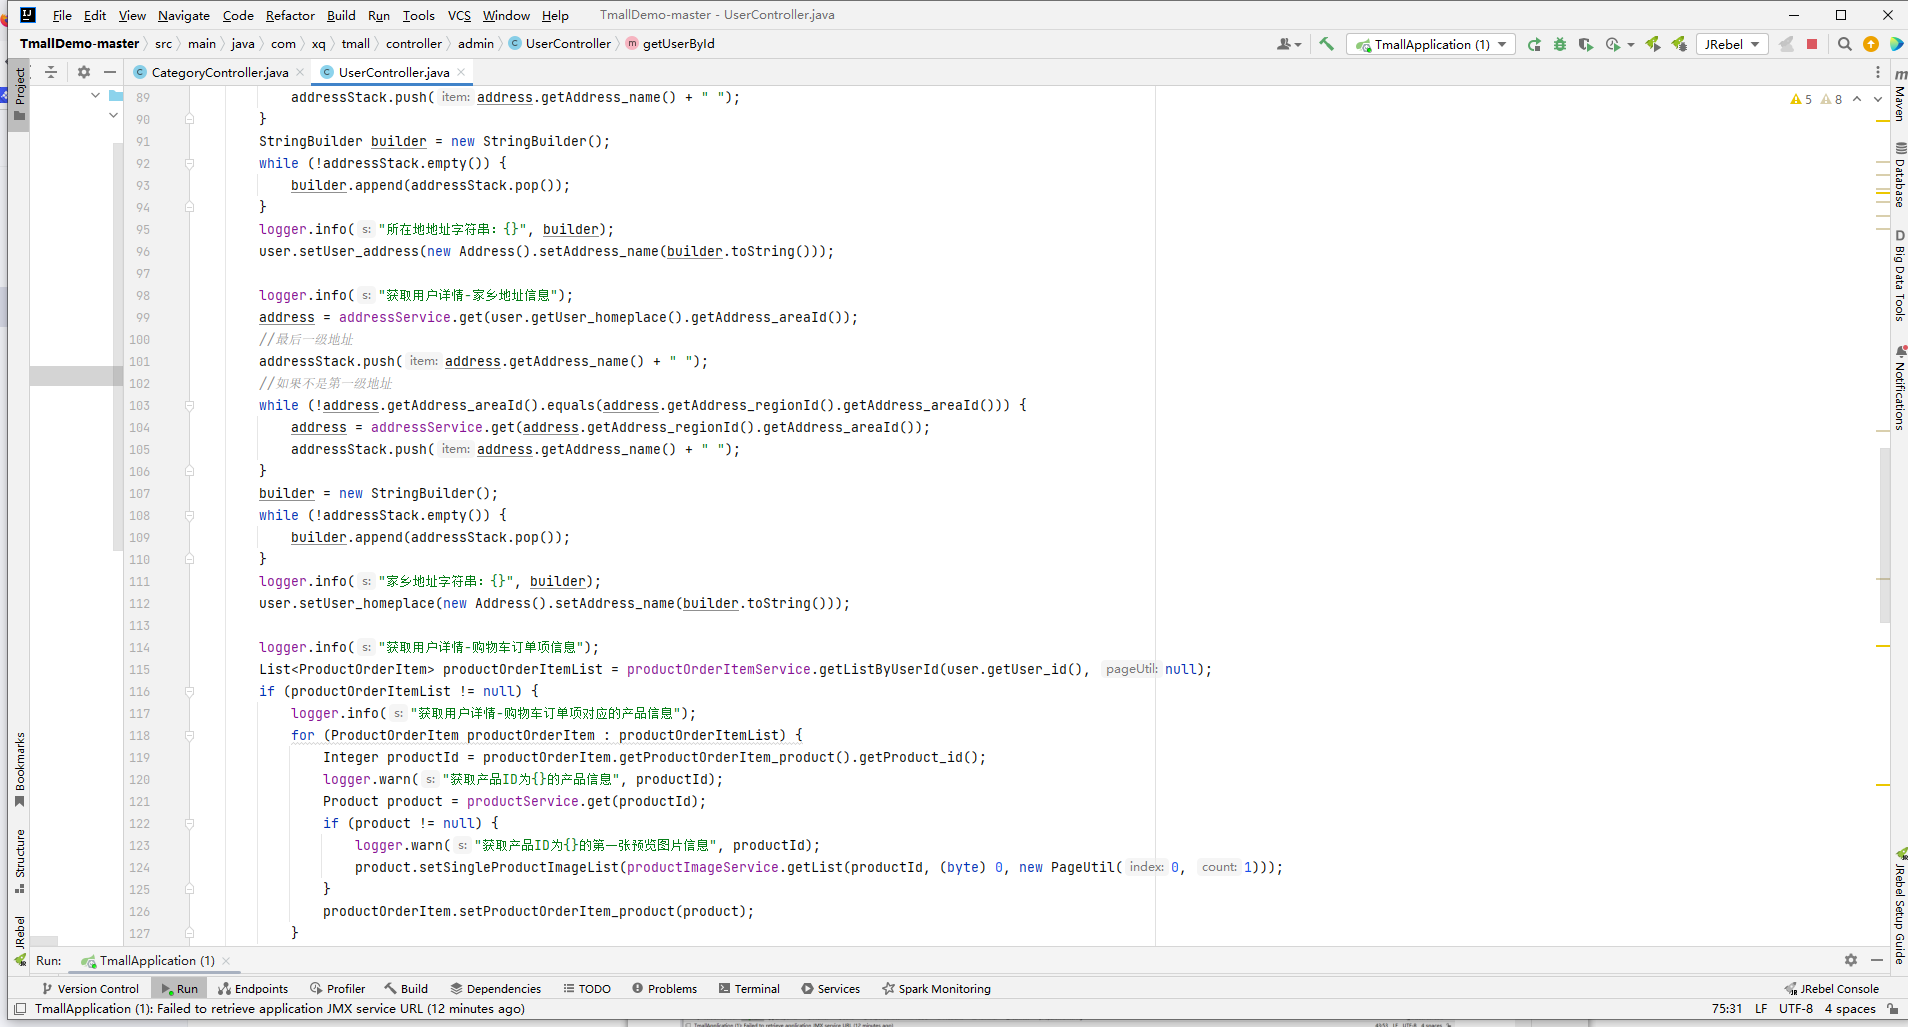 File Edit View Navigate Code Refactor Build Run Tools VCS Window Help TmallDemo-master - UserController.java
TmallDemo-master src main java com xq tmall controller admin UserController getUserById TmallApplication (1) JRebel
Project
CategoryController.java UserController.java
5 8
89 addressStack.push( item: address.getAddress_name() + " ");
90 }
91 StringBuilder builder = new StringBuilder();
92 while (!addressStack.empty()) {
93 builder.append(addressStack.pop());
94 }
95 logger.info( s: "所在地地址字符串：{}", builder);
96 user.setUser_address(new Address().setAddress_name(builder.toString()));
97
98 logger.info( s: "获取用户详情-家乡地址信息");
99 address = addressService.get(user.getUser_homeplace().getAddress_areaId());
100 //最后一级地址
101 addressStack.push( item: address.getAddress_name() + " ");
102 //如果不是第一级地址
103 while (!address.getAddress_areaId().equals(address.getAddress_regionId().getAddress_areaId())) {
104 address = addressService.get(address.getAddress_regionId().getAddress_areaId());
105 addressStack.push( item: address.getAddress_name() + " ");
106 }
107 builder = new StringBuilder();
108 while (!addressStack.empty()) {
109 builder.append(addressStack.pop());
110 }
111 logger.info( s: "家乡地址字符串：{}", builder);
112 user.setUser_homeplace(new Address().setAddress_name(builder.toString()));
113
114 logger.info( s: "获取用户详情-购物车订单项信息");
115 List<ProductOrderItem> productOrderItemList = productOrderItemService.getListByUserId(user.getUser_id(), pageUtil: null);
116 if (productOrderItemList != null) {
117 logger.info( s: "获取用户详情-购物车订单项对应的产品信息");
118 for (ProductOrderItem productOrderItem : productOrderItemList) {
119 Integer productId = productOrderItem.getProductOrderItem_product().getProduct_id();
120 logger.warn( s: "获取产品ID为{}的产品信息", productId);
121 Product product = productService.get(productId);
122 if (product != null) {
123 logger.warn( s: "获取产品ID为{}的第一张预览图片信息", productId);
124 product.setSingleProductImageList(productImageService.getList(productId, (byte) 0, new PageUtil( index: 0, count: 1)));
125 }
126 productOrderItem.setProductOrderItem_product(product);
127 }
Bookmarks
Structure
JRebel
Maven
Database
Big Data Tools
Notifications
JRebel Setup Guide
Run: TmallApplication (1)
Version Control Run Endpoints Profiler Build Dependencies TODO Problems Terminal Services Spark Monitoring JRebel Console
TmallApplication (1): Failed to retrieve application JMX service URL (12 minutes ago) 75:31 LF UTF-8 4 spaces